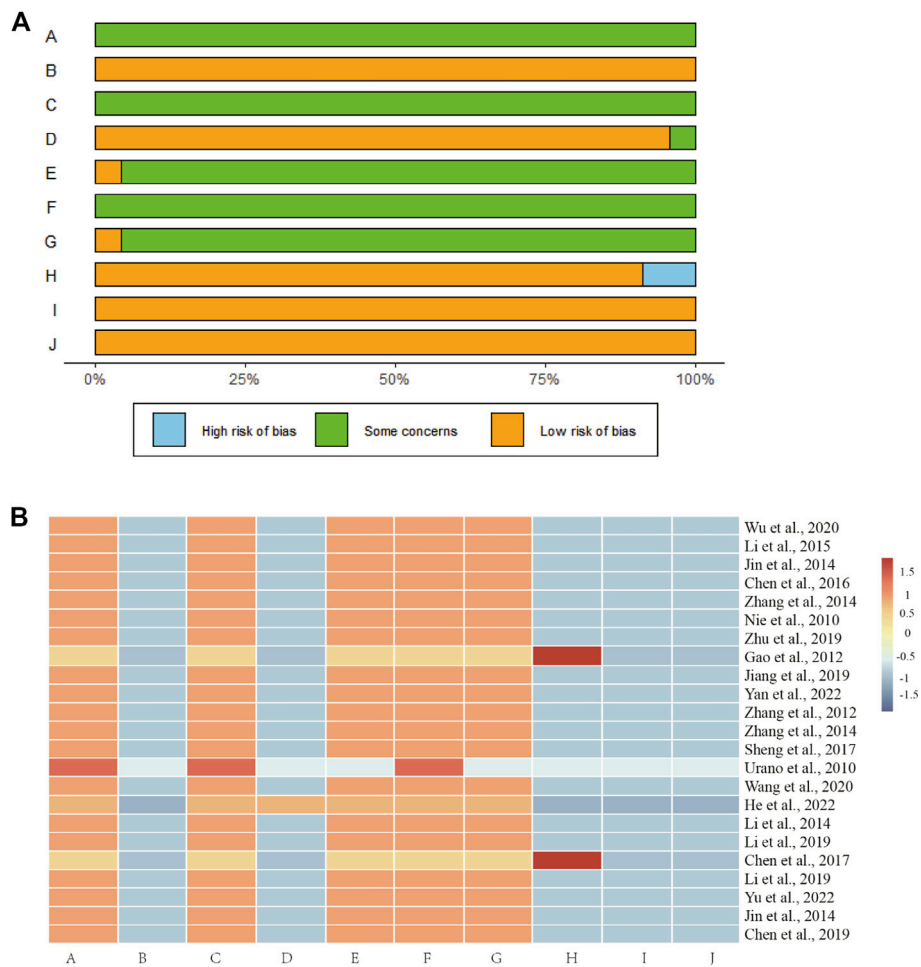 A
A
B
C
D
E
F
G
H
I
J
0% 25% 50% 75% 100%
High risk of bias Some concerns Low risk of bias
B
Wu et al., 2020
Li et al., 2015
Jin et al., 2014
Chen et al., 2016
Zhang et al., 2014
Nie et al., 2010
Zhu et al., 2019
Gao et al., 2012
Jiang et al., 2019
Yan et al., 2022
Zhang et al., 2012
Zhang et al., 2014
Sheng et al., 2017
Urano et al., 2010
Wang et al., 2020
He et al., 2022
Li et al., 2014
Li et al., 2019
Chen et al., 2017
Li et al., 2019
Yu et al., 2022
Jin et al., 2014
Chen et al., 2019
1.5
1
0
-0.5
-1
-1.5
A B C D E F G H I J